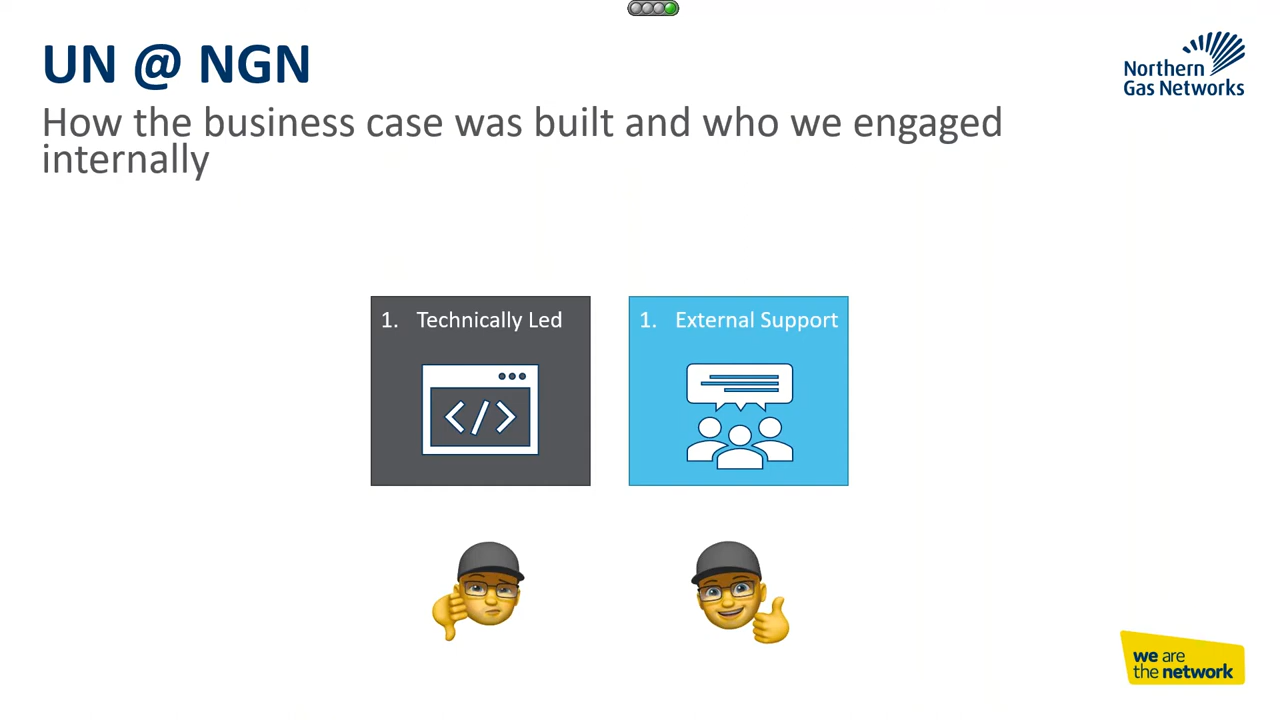 UN @ NGN
Northern
Gas Networks
How the business case was built and who we engaged
internally
1. Technically Led
1. External Support
</>
we are
the network